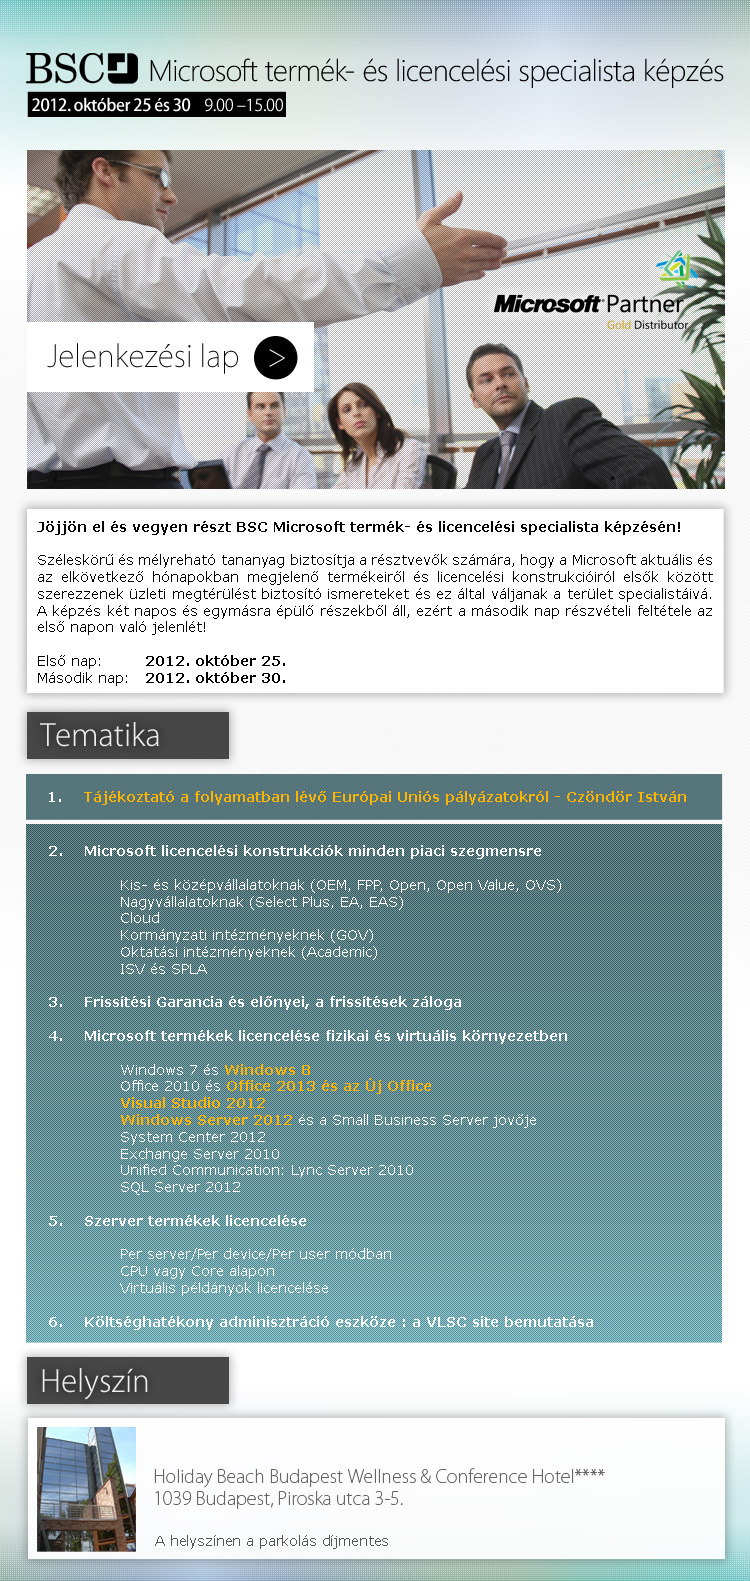 BSC Microsoft termék- és licencelési specialista képzés
2012. október 25 és 30 9.00 –15.00
Microsoft Partner
Gold Distributor
Jelenkezési lap >
Jöjjön el és vegyen részt BSC Microsoft termék- és licencelési specialista képzésén!
Széleskörű és mélyreható tananyag biztosítja a résztvevők számára, hogy a Microsoft aktuális és
az elkövetkező hónapokban megjelenő termékeiről és licencelési konstrukcióiról elsők között
szerezzenek üzleti megtérülést biztosító ismereteket és ez által váljanak a terület specialistáivá.
A képzés két napos és egymásra épülő részekből áll, ezért a második nap részvételi feltétele az
első napon való jelenlét!
Első nap: 2012. október 25.
Második nap: 2012. október 30.
Tematika
1. Tájékoztató a folyamatban lévő Európai Uniós pályázatokról - Czöndör István
2. Microsoft licencelési konstrukciók minden piaci szegmensre
Kis- és középvállalatoknak (OEM, FPP, Open, Open Value, OVS)
Nagyvállalatoknak (Select Plus, EA, EAS)
Cloud
Kormányzati intézményeknek (GOV)
Oktatási intézményeknek (Academic)
ISV és SPLA
3. Frissítési Garancia és előnyei, a frissítések záloga
4. Microsoft termékek licencelése fizikai és virtuális környezetben
Windows 7 és Windows 8
Office 2010 és Office 2013 és az Új Office
Visual Studio 2012
Windows Server 2012 és a Small Business Server jövője
System Center 2012
Exchange Server 2010
Unified Communication: Lync Server 2010
SQL Server 2012
5. Szerver termékek licencelése
Per server/Per device/Per user módban
CPU vagy Core alapon
Virtuális példányok licencelése
6. Költséghatékony adminisztráció eszköze : a VLSC site bemutatása
Helyszín
Holiday Beach Budapest Wellness & Conference Hotel****
1039 Budapest, Piroska utca 3-5.
A helyszínen a parkolás díjmentes